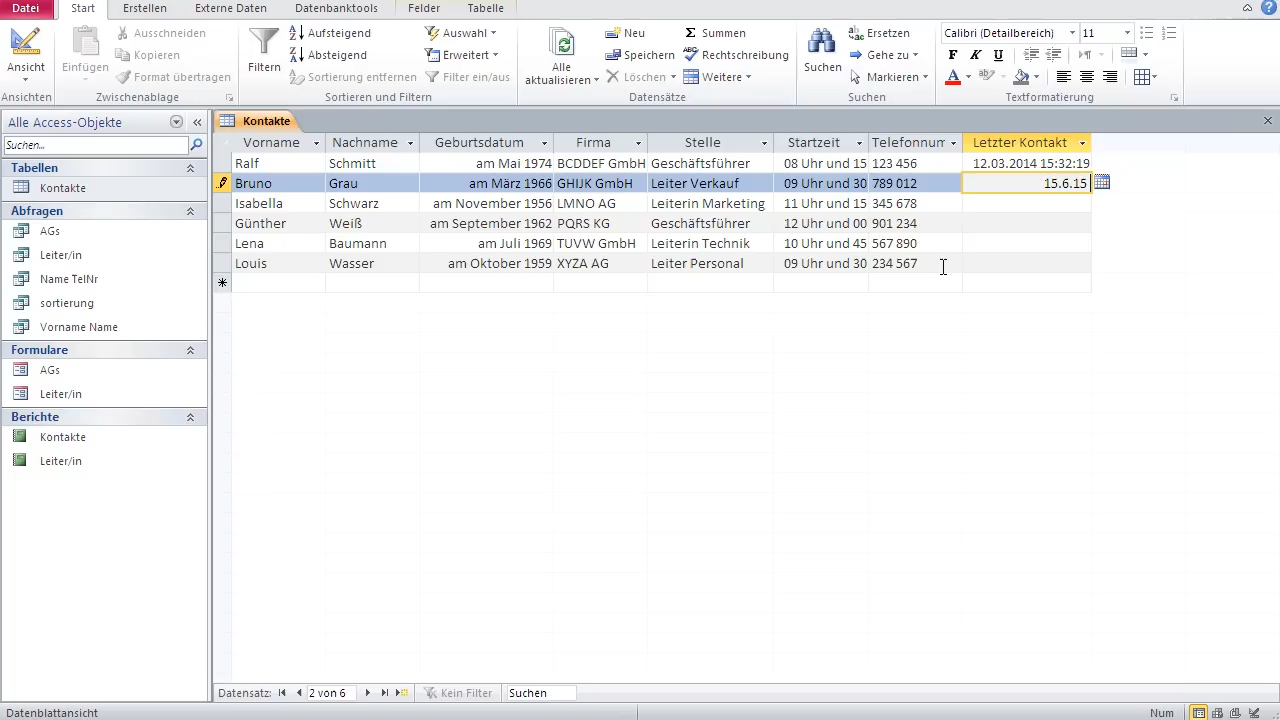 Datei Start Erstellen Externe Daten Datenbanktools Felder Tabelle
Ansicht
Ansichten
Einfügen
Ausschneiden
Kopieren
Format übertragen
Zwischenablage
Filtern
Aufsteigend
Absteigend
Sortierung entfernen
Auswahl
Erweitert
Filter ein/aus
Sortieren und Filtern
Alle
aktualisieren
Neu
Speichern
Löschen
Summen
Rechtschreibung
Weitere
Datensätze
Suchen
Ersetzen
Gehe zu
Markieren
Suchen
Calibri (Detailbereich) 11
F K U
Textformatierung
Alle Access-Objekte
Suchen...
Tabellen
Kontakte
Abfragen
AGs
Leiter/in
Name TelNr
sortierung
Vorname Name
Formulare
AGs
Leiter/in
Berichte
Kontakte
Leiter/in
Kontakte
Vorname Nachname Geburtsdatum Firma Stelle Startzeit Telefonnum Letzter Kontakt
Ralf Schmitt am Mai 1974 BCDDEF GmbH Geschäftsführer 08 Uhr und 15 123 456 12.03.2014 15:32:19
Bruno Grau am März 1966 GHIJK GmbH Leiter Verkauf 09 Uhr und 30 789 012 15.6.15
Isabella Schwarz am November 1956 LMNO AG Leiterin Marketing 11 Uhr und 15 345 678
Günther Weiß am September 1962 PQRS KG Geschäftsführer 12 Uhr und 00 901 234
Lena Baumann am Juli 1969 TUVW GmbH Leiterin Technik 10 Uhr und 45 567 890
Louis Wasser am Oktober 1959 XYZA AG Leiter Personal 09 Uhr und 30 234 567
Datensatz: 2 von 6 Kein Filter Suchen
Datenblattansicht Num